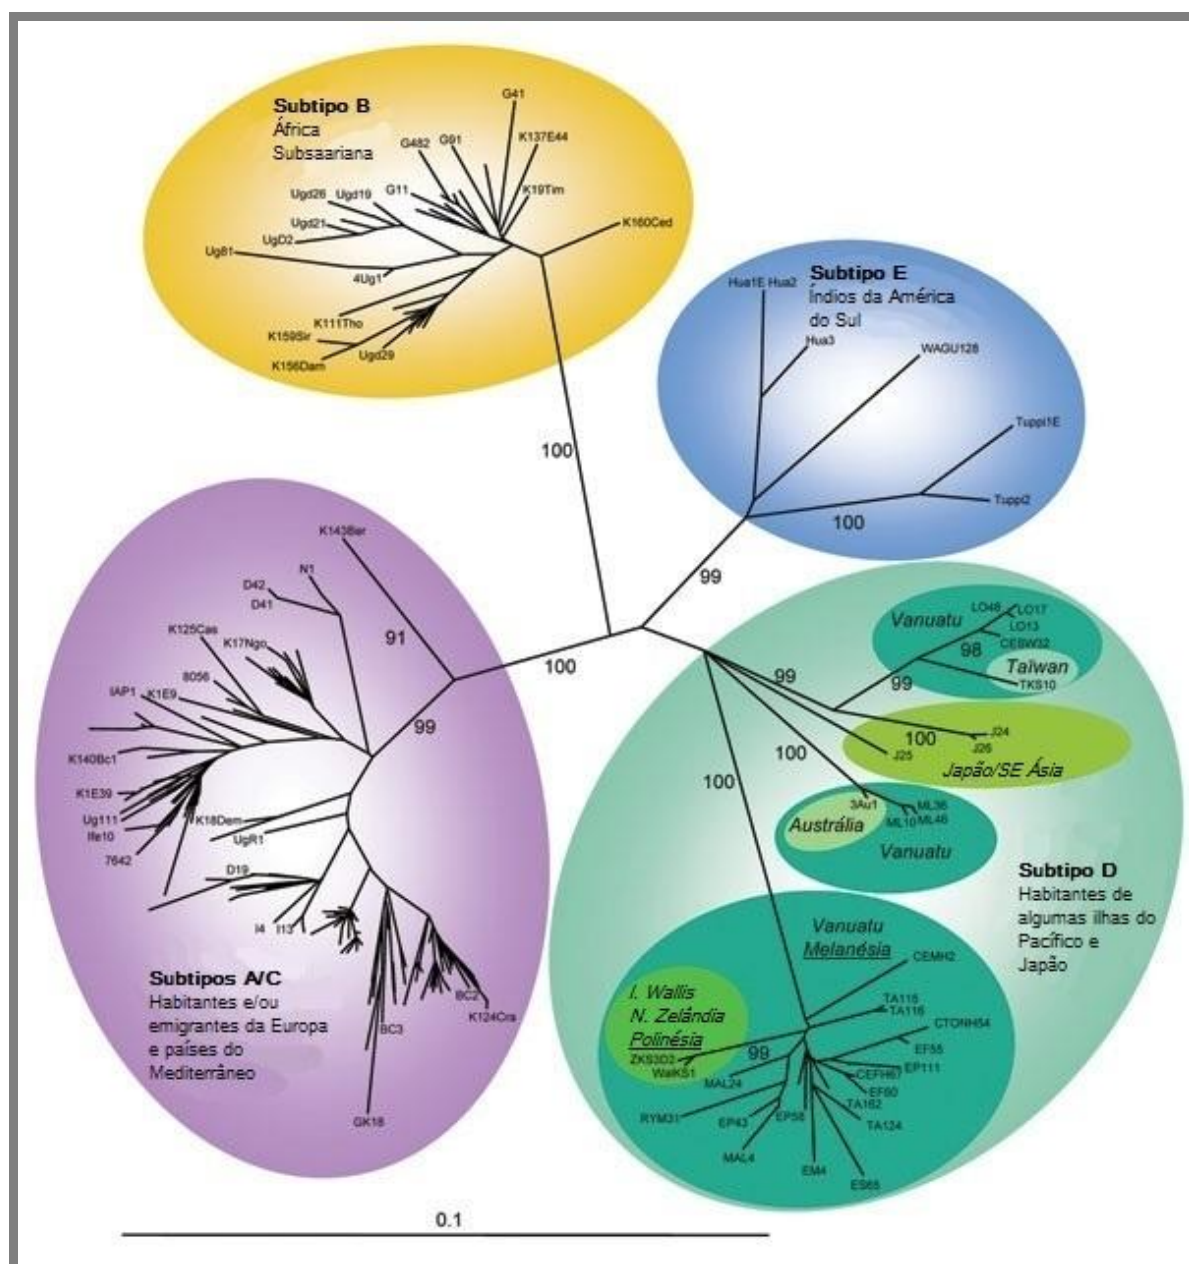 Subtipo B
África
Subsaariana
G41
G482
G91
K137E44
G11
K19Tim
Ugd26
Ugd19
Ugd21
UgD2
Ug81
4Ug1
K160Ced
K111Tho
K159Sir
Ugd29
K156Dam
Subtipo E
Índios da América
do Sul
Hua1E Hua2
Hua3
WAGU128
Tuppi1E
Tuppi2
100
100
99
K143Ber
N1
D42
D41
K125Cas
K17Ngo
8056
IAP1
K1E9
K140Bc1
K1E39
Ug111
Ife10
7642
K18Dem
UgR1
D19
I4
I13
91
99
100
Subtipos A/C
Habitantes e/ou
emigrantes da Europa
e países do
Mediterrâneo
BC3
BC2
K124Cra
GK18
Vanuatu
LO48
LO17
LO13
CESW32
98
Taïwan
TKS10
99
99
100
J24
J26
J25
Japão/SE Ásia
100
100
3Au1
ML36
ML10
ML46
Austrália
Vanuatu
Subtipo D
Habitantes de
algumas ilhas do
Pacífico e
Japão
Vanuatu
Melanésia
CEMH2
I. Wallis
N. Zelândia
Polinésia
ZKS3D2
WalKS1
99
TA115
TA116
CTONH54
EF55
EP111
CEFH67
EF60
TA162
TA124
MAL24
RYM31
EP43
EP58
MAL4
EM4
ES65
0.1